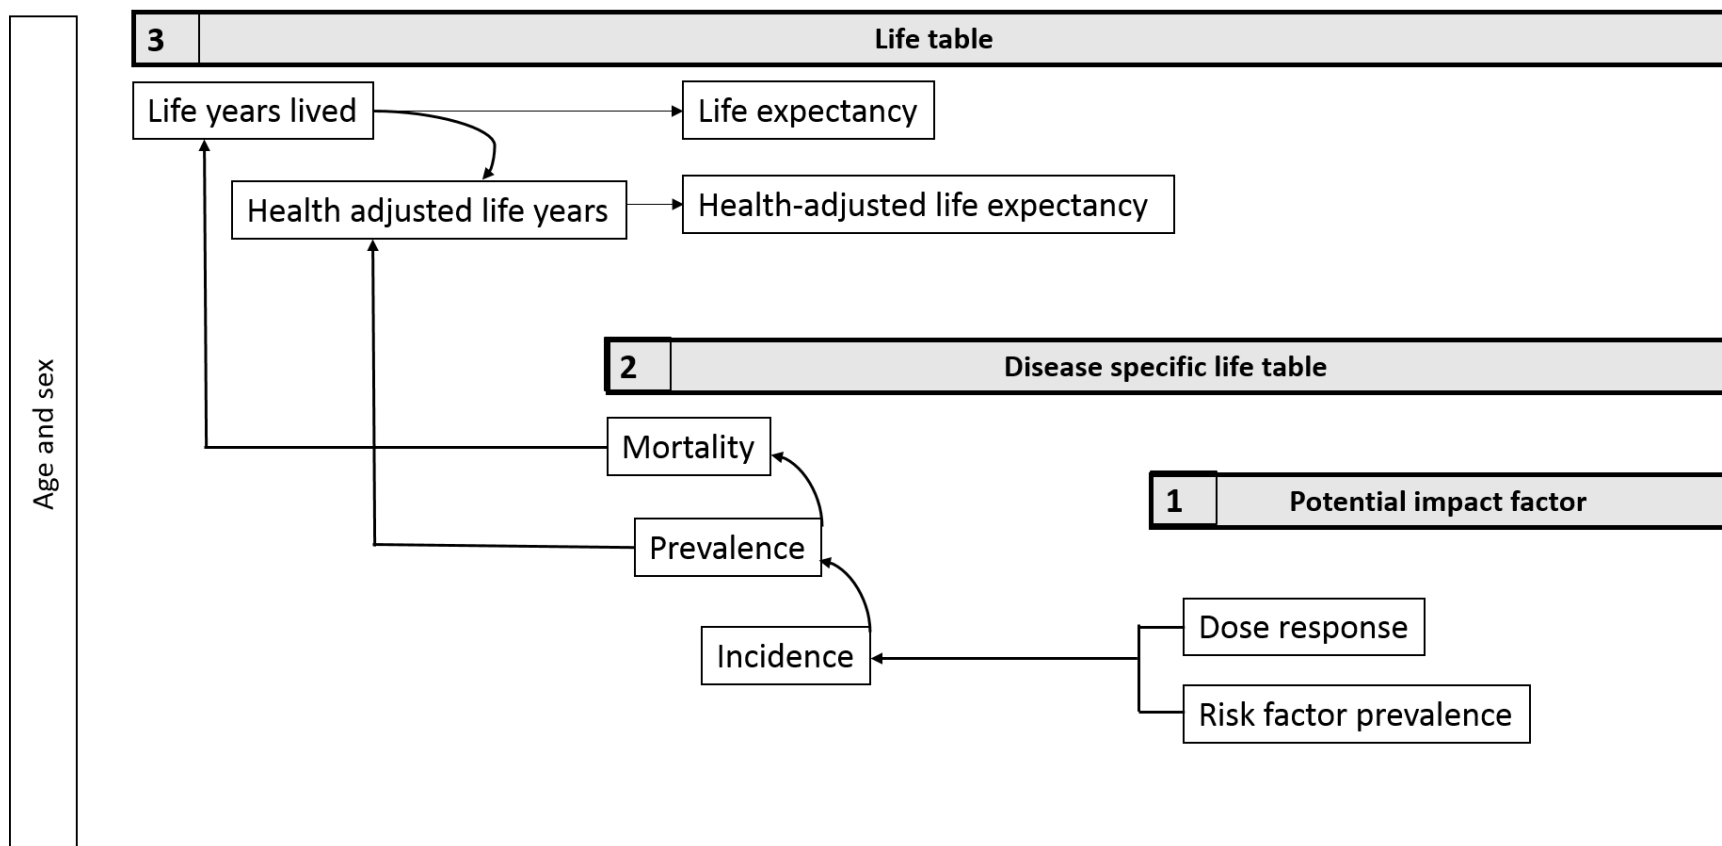 Age and sex
3 Life table
Life years lived
Life expectancy
Health adjusted life years
Health-adjusted life expectancy
2 Disease specific life table
Mortality
1 Potential impact factor
Prevalence
Dose response
Incidence
Risk factor prevalence